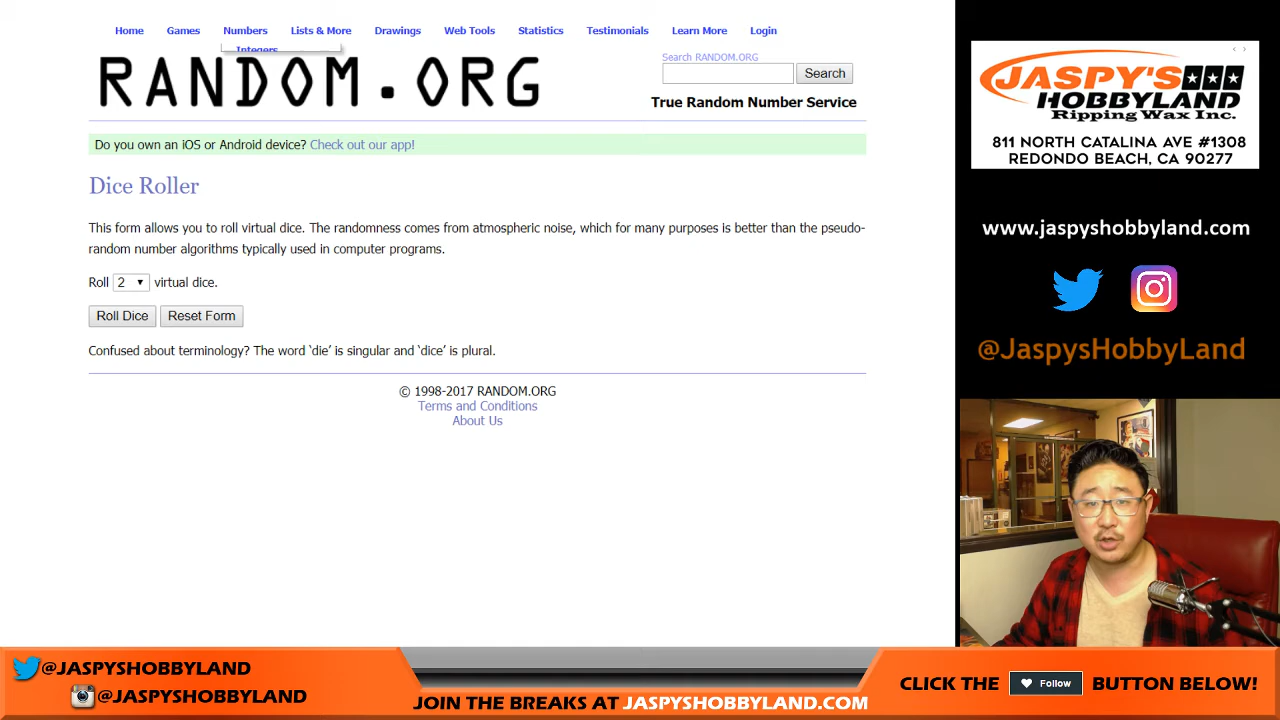 Home Games Numbers Lists & More Drawings Web Tools Statistics Testimonials Learn More Login
Integers
RANDOM.ORG
Search RANDOM.ORG
Search
True Random Number Service
Do you own an iOS or Android device? Check out our app!
Dice Roller
This form allows you to roll virtual dice. The randomness comes from atmospheric noise, which for many purposes is better than the pseudo-
random number algorithms typically used in computer programs.
Roll 2 virtual dice.
Roll Dice Reset Form
Confused about terminology? The word ‘die’ is singular and ‘dice’ is plural.
© 1998-2017 RANDOM.ORG
Terms and Conditions
About Us
JASPY'S
HOBBYLAND
Ripping Wax Inc.
811 NORTH CATALINA AVE #1308
REDONDO BEACH, CA 90277
www.jaspyshobbyland.com
@JaspysHobbyLand
@JASPYSHOBBYLAND
@JASPYSHOBBYLAND
JOIN THE BREAKS AT JASPYSHOBBYLAND.COM
CLICK THE Follow BUTTON BELOW!